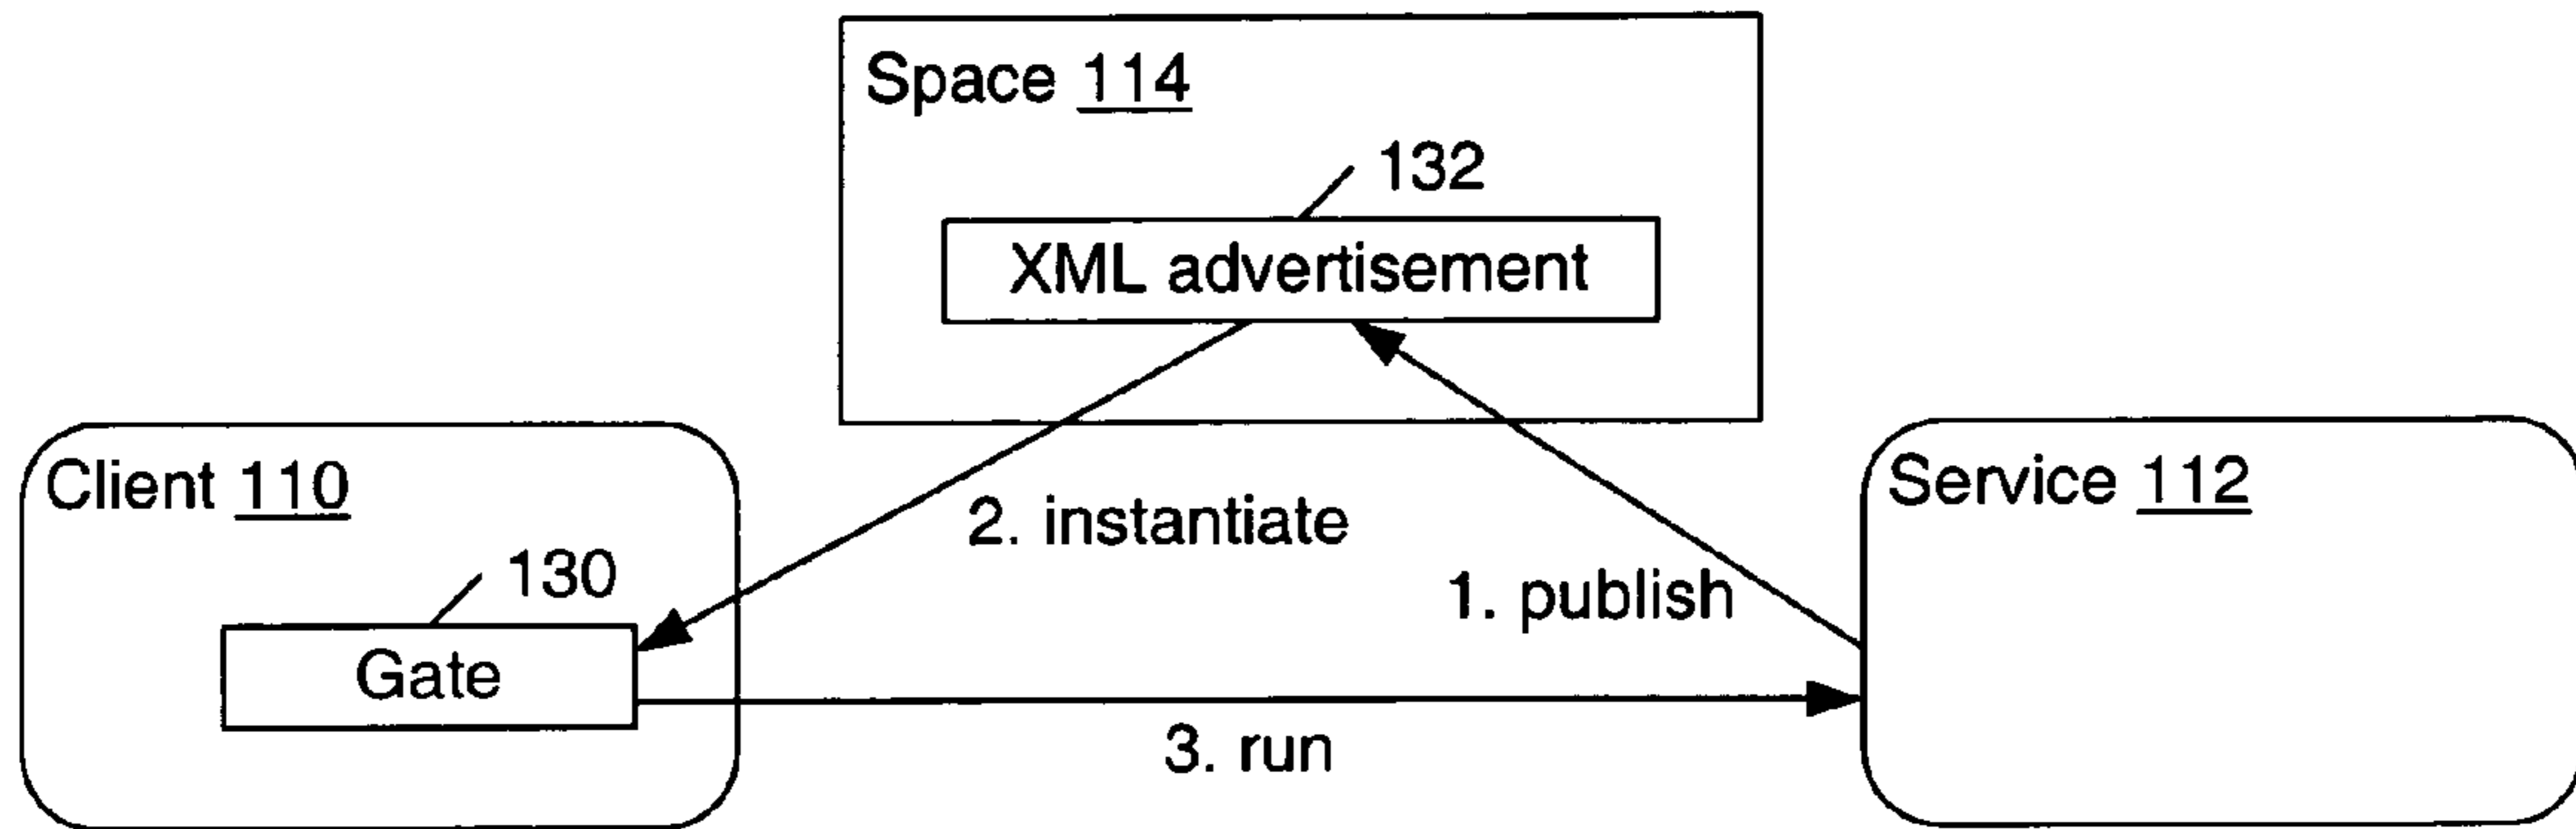 Space 114
132
XML advertisement
Client 110
2. instantiate
Service 112
130
1. publish
Gate
3. run